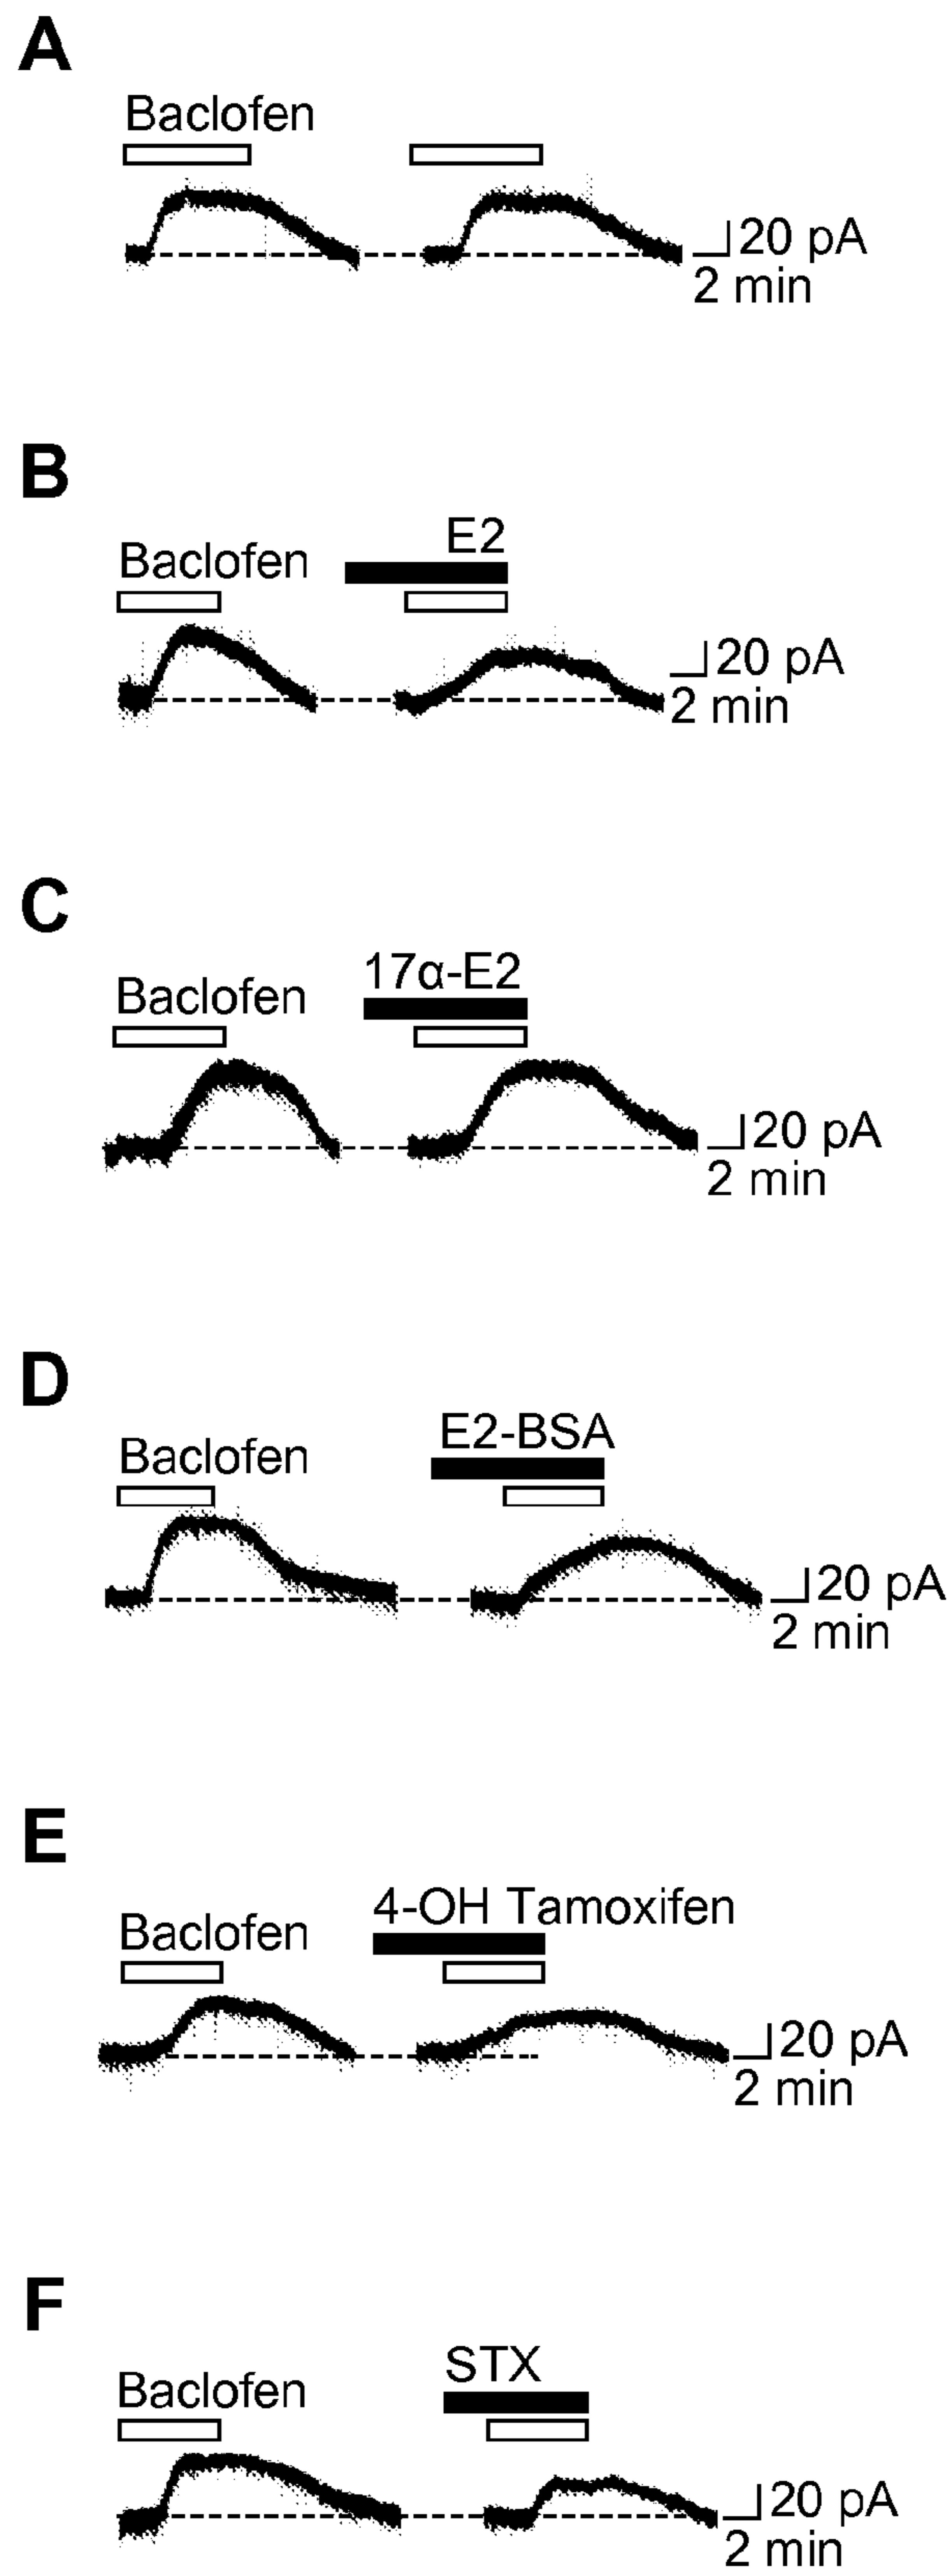 A
Baclofen
20 pA
2 min
B
E2
Baclofen
20 pA
2 min
C
17α-E2
Baclofen
20 pA
2 min
D
E2-BSA
Baclofen
20 pA
2 min
E
4-OH Tamoxifen
Baclofen
20 pA
2 min
F
STX
Baclofen
20 pA
2 min